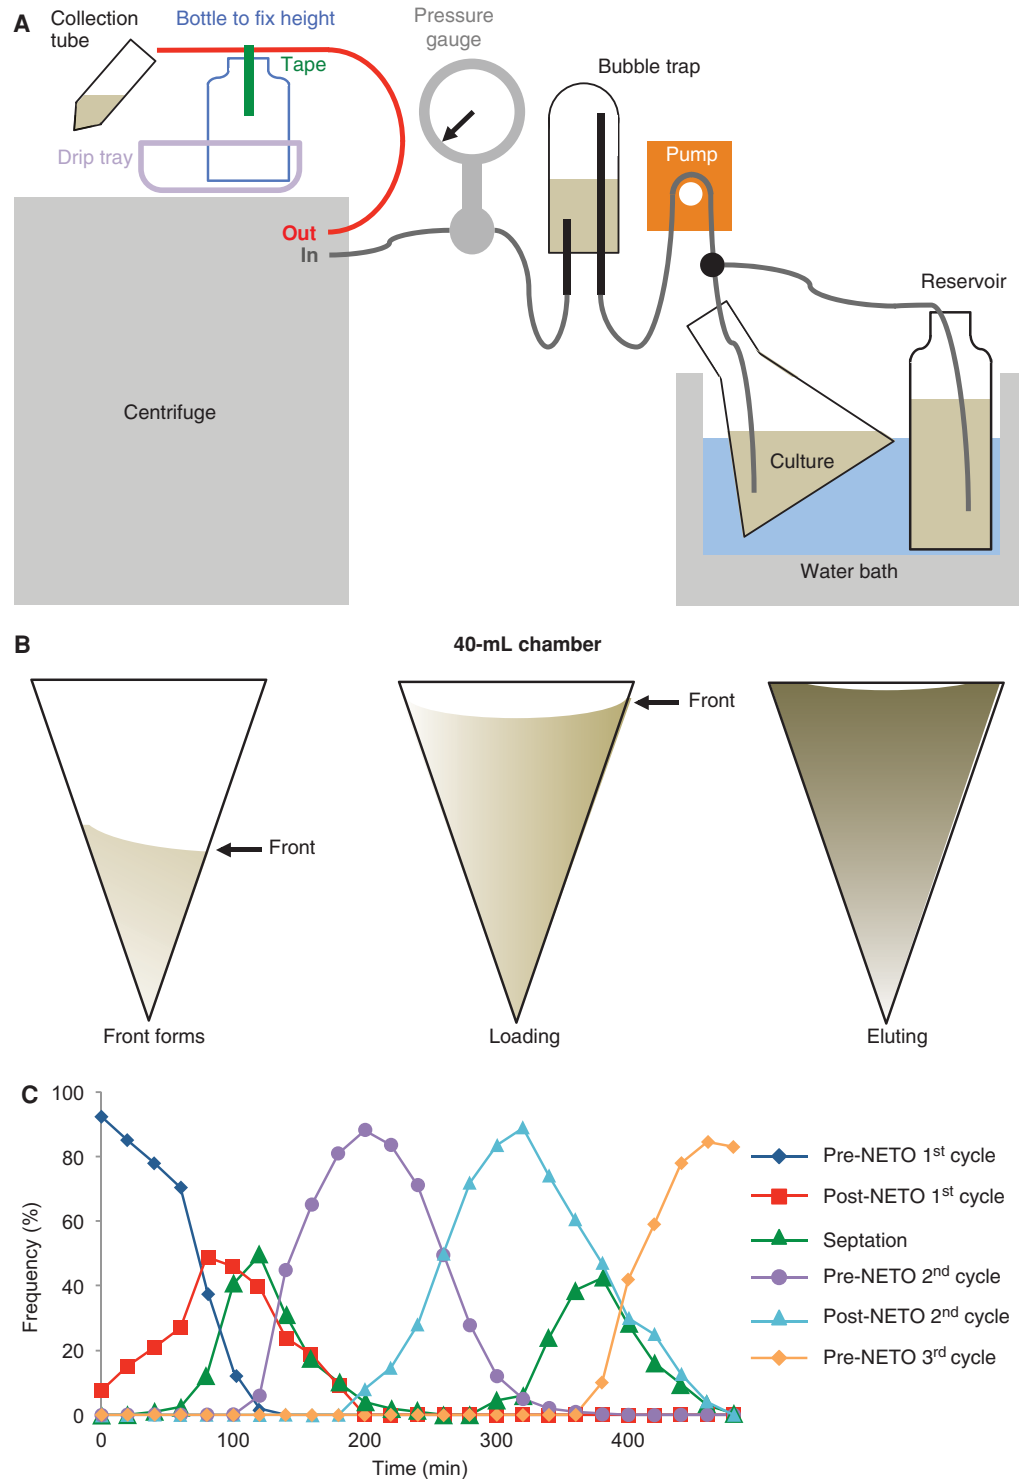 A
Collection
tube
Bottle to fix height
Tape
Drip tray
Pressure
gauge
Bubble trap
Pump
Out
In
Reservoir
Centrifuge
Culture
Water bath
B
40-mL chamber
Front
Front
Front forms
Loading
Eluting
C
Frequency (%)
100
80
60
40
20
0
0
100
200
300
400
Time (min)
Pre-NETO 1st cycle
Post-NETO 1st cycle
Septation
Pre-NETO 2nd cycle
Post-NETO 2nd cycle
Pre-NETO 3rd cycle